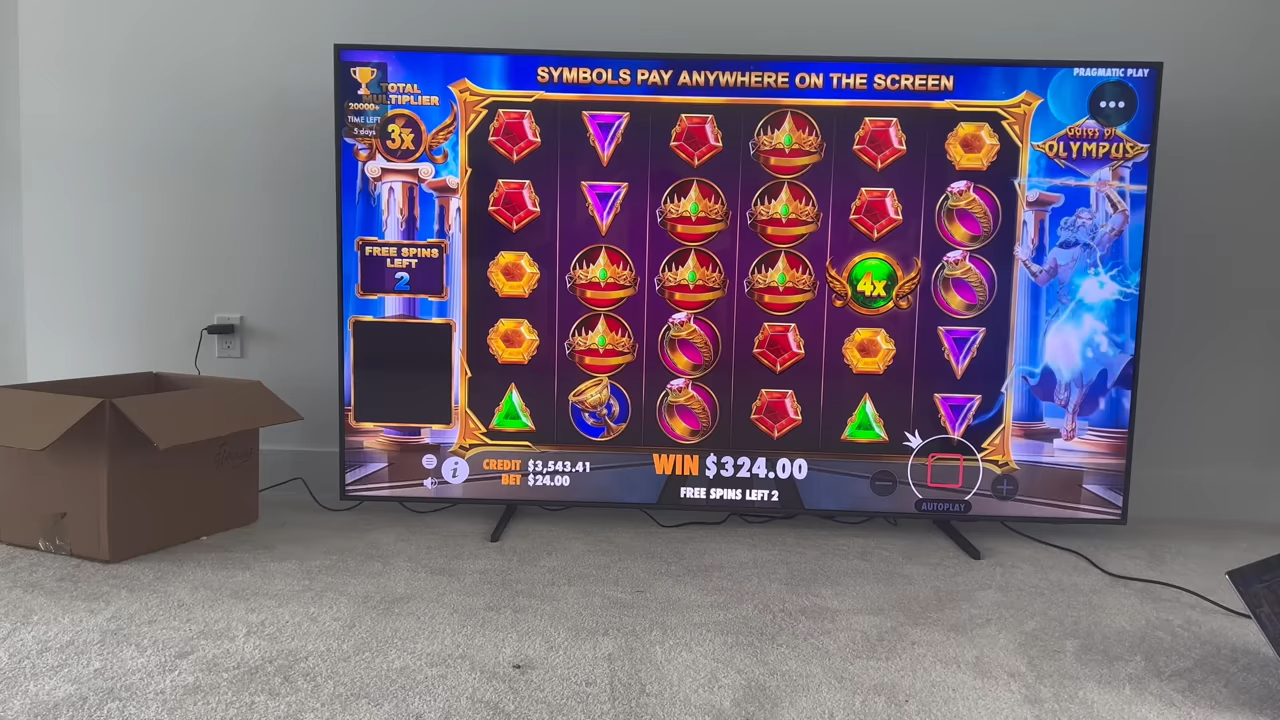 SYMBOLS PAY ANYWHERE ON THE SCREEN
PRAGMATIC PLAY
TOTAL
MULTIPLIER
20000+
TIME LEFT
5 days
3x
Gates of
OLYMPUS
FREE SPINS
LEFT
2
4x
CREDIT $3,543.41
BET $24.00
WIN $324.00
FREE SPINS LEFT 2
AUTOPLAY